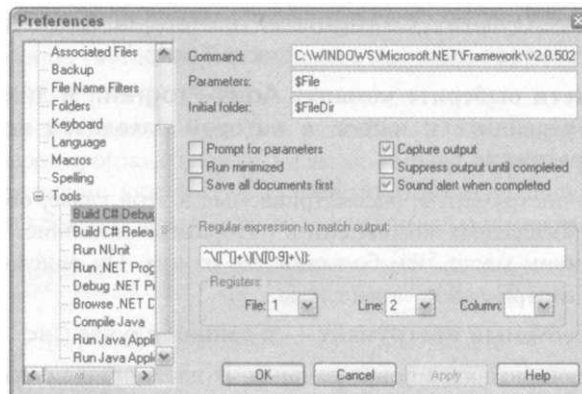 Preferences
Associated Files
Backup
File Name Filters
Folders
Keyboard
Language
Macros
Spelling
Tools
Build C# Debug
Build C# Relea
Run NUnit
Run .NET Prog
Debug .NET Pr
Browse .NET D
Compile Java
Run Java Appli
Run Java Apple
Command:
C:\WINDOWS\Microsoft.NET\Framework\v2.0.502
Parameters:
$File
Initial folder:
$FileDir
Prompt for parameters
Capture output
Run minimized
Suppress output until completed
Save all documents first
Sound alert when completed
Regular expression to match output:
Registers
File: 1
Line: 2
Column:
OK
Cancel
Apply
Help